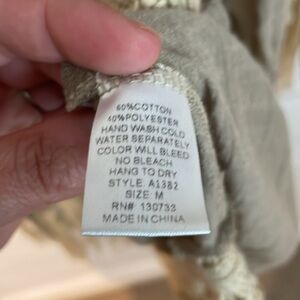 60%COTTON
40%POLYESTER
HAND WASH COLD
WATER SEPARATELY
COLOR WILL BLEED
NO BLEACH
HANG TO DRY
STYLE: A1382
SIZE: M
RN# 130733
MADE IN CHINA